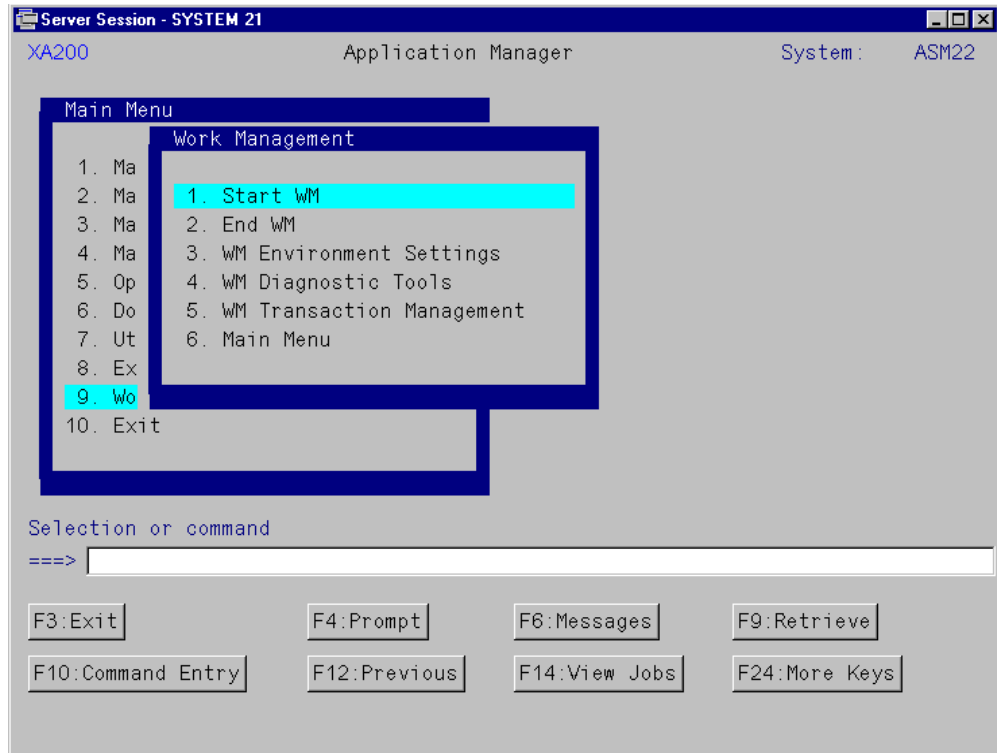 Server Session - SYSTEM 21
XA200 Application Manager System: ASM22
Main Menu
Work Management
1. Ma
2. Ma 1. Start WM
3. Ma 2. End WM
4. Ma 3. WM Environment Settings
5. Op 4. WM Diagnostic Tools
6. Do 5. WM Transaction Management
7. Ut 6. Main Menu
8. Ex
9. Wo
10. Exit
Selection or command
===>
F3:Exit F4:Prompt F6:Messages F9:Retrieve
F10:Command Entry F12:Previous F14:View Jobs F24:More Keys